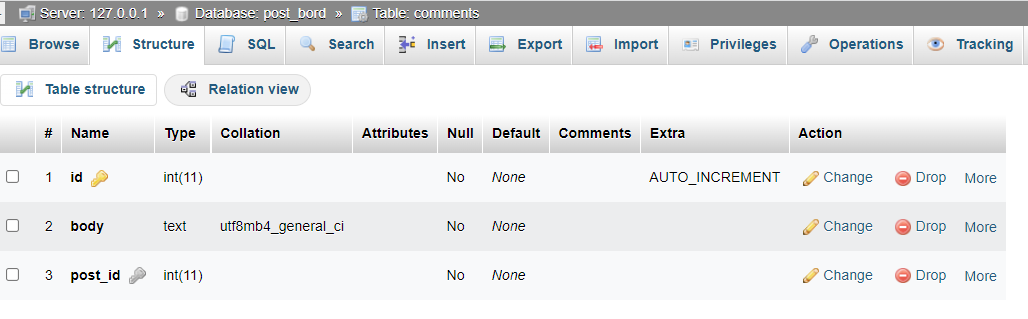 Server: 127.0.0.1 » Database: post_bord » Table: comments
Browse Structure SQL Search Insert Export Import Privileges Operations Tracking
Table structure Relation view
# Name Type Collation Attributes Null Default Comments Extra Action
1 id int(11) No None AUTO_INCREMENT Change Drop More
2 body text utf8mb4_general_ci No None Change Drop More
3 post_id int(11) No None Change Drop More